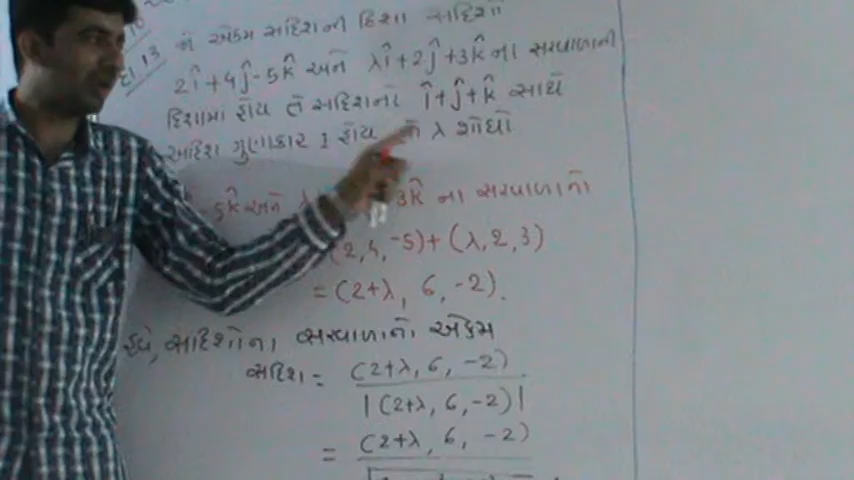 10
દા 13 જે એકમ સદિશની દિશા સદિશો
2î+4ĵ-5k̂ અને λî+2ĵ+3k̂ ના સરવાળાની
દિશામાં હોય તે સદિશનો î+ĵ+k̂ સાથે
અદિશ ગુણાકાર 1 હોય તો λ શોધો
-5k̂ અને λ 3k̂ ના સરવાળાનો
(2,4,-5)+(λ,2,3)
=(2+λ, 6, -2).
હવે, સદિશોના સરવાળાનો એકમ
સદિશ = (2+λ, 6, -2)
|(2+λ, 6, -2)|
= (2+λ, 6, -2)